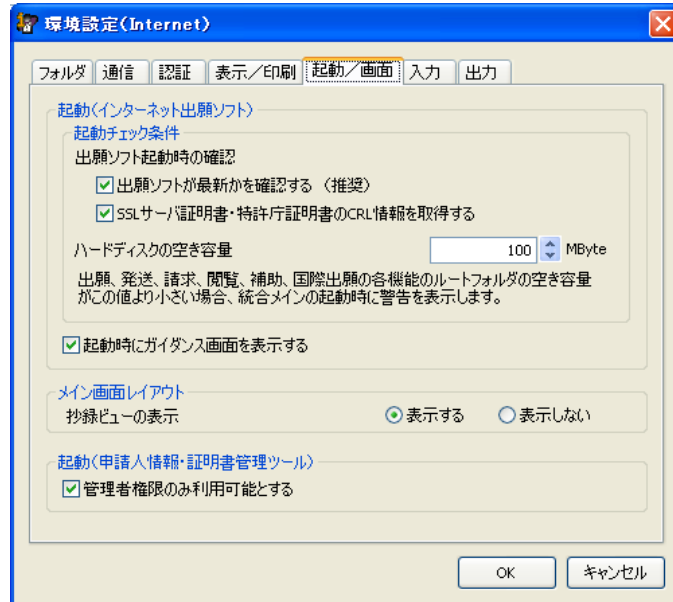 環境設定(Internet)
フォルダ 通信 認証 表示/印刷 起動/画面 入力 出力
起動(インターネット出願ソフト)
起動チェック条件
出願ソフト起動時の確認
出願ソフトが最新かを確認する (推奨)
SSLサーバ証明書・特許庁証明書のCRL情報を取得する
ハードディスクの空き容量 100 MByte
出願、発送、請求、閲覧、補助、国際出願の各機能のルートフォルダの空き容量
がこの値より小さい場合、統合メインの起動時に警告を表示します。
起動時にガイダンス画面を表示する
メイン画面レイアウト
抄録ビューの表示 表示する 表示しない
起動(申請人情報・証明書管理ツール)
管理者権限のみ利用可能とする
OK キャンセル